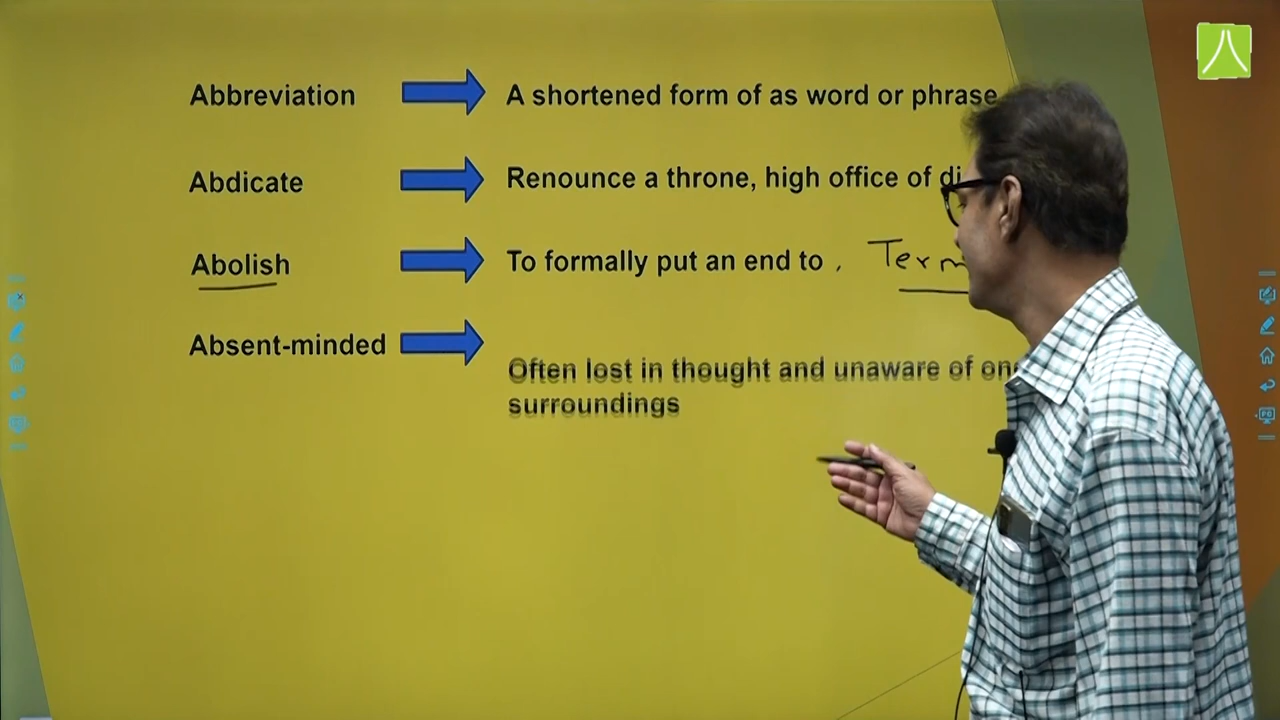 Abbreviation A shortened form of as word or phrase
Abdicate Renounce a throne, high office of
Abolish To formally put an end to .
Absent-minded Often lost in thought and unaware of
surroundings